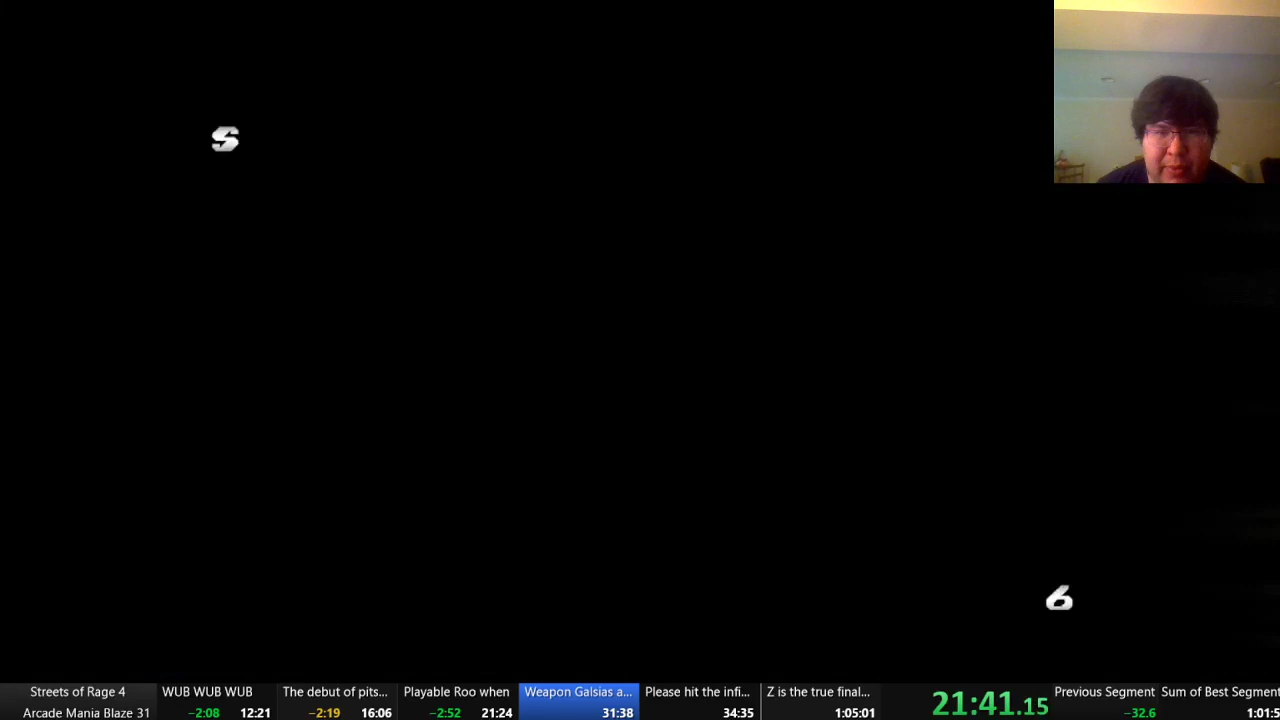 S
6
Streets of Rage 4
Arcade Mania Blaze 31
WUB WUB WUB
−2:08 12:21
The debut of pits...
−2:19 16:06
Playable Roo when
−2:52 21:24
Weapon Galsias a...
31:38
Please hit the infi...
34:35
Z is the true final...
1:05:01
21:41.15
Previous Segment
−32.6
Sum of Best Segment
1:01:5